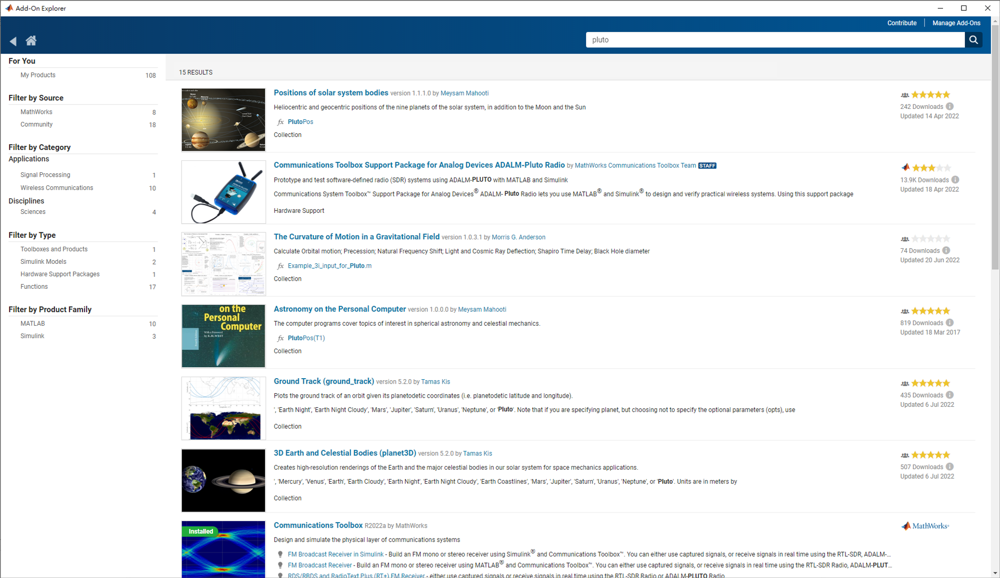 Add-On Explorer
Contribute
Manage Add-Ons
pluto
For You
My Products 108
Filter by Source
MathWorks 8
Community 18
Filter by Category
Applications
Signal Processing 1
Wireless Communications 10
Disciplines
Sciences 4
Filter by Type
Toolboxes and Products 1
Simulink Models 2
Hardware Support Packages 1
Functions 17
Filter by Product Family
MATLAB 10
Simulink 3
15 RESULTS
Positions of solar system bodies version 1.1.1.0 by Meysam Mahooti
Heliocentric and geocentric positions of the nine planets of the solar system, in addition to the Moon and the Sun
fx PlutoPos
Collection
242 Downloads
Updated 14 Apr 2022
Communications Toolbox Support Package for Analog Devices ADALM-Pluto Radio by MathWorks Communications Toolbox Team STAFF
Prototype and test software-defined radio (SDR) systems using ADALM-PLUTO with MATLAB and Simulink
Communications System Toolbox™ Support Package for Analog Devices® ADALM- Pluto Radio lets you use MATLAB® and Simulink® to design and verify practical wireless systems. Using this support package
Hardware Support
13.9K Downloads
Updated 18 Apr 2022
The Curvature of Motion in a Gravitational Field version 1.0.3.1 by Morris G. Anderson
Calculate Orbital motion; Precession; Natural Frequency Shift; Light and Cosmic Ray Deflection; Shapiro Time Delay; Black Hole diameter
fx Example_3i_input_for_Pluto.m
Collection
74 Downloads
Updated 20 Jun 2022
on the
Personal
Computer
With a Foreword
by R.M.WEST
Astronomy on the Personal Computer version 1.0.0.0 by Meysam Mahooti
The computer programs cover topics of interest in spherical astronomy and celestial mechanics.
fx PlutoPos(T1)
Collection
819 Downloads
Updated 18 Mar 2017
Ground Track (ground_track) version 5.2.0 by Tamas Kis
Plots the ground track of an orbit given its planetodetic coordinates (i.e. planetodetic latitude and longitude).
', 'Earth Night', 'Earth Night Cloudy', 'Mars', 'Jupiter', 'Saturn', 'Uranus', 'Neptune', or 'Pluto'. Note that if you are specifying planet, but choosing not to specify the optional parameters (opts), use
Collection
435 Downloads
Updated 6 Jul 2022
3D Earth and Celestial Bodies (planet3D) version 5.2.0 by Tamas Kis
Creates high-resolution renderings of the Earth and the major celestial bodies in our solar system for space mechanics applications.
', 'Mercury', 'Venus', 'Earth', 'Earth Cloudy', 'Earth Night', 'Earth Night Cloudy', 'Earth Coastlines', 'Mars', 'Jupiter', 'Saturn', 'Uranus', 'Neptune', or 'Pluto'. Units are in meters by
Collection
507 Downloads
Updated 6 Jul 2022
Installed
Communications Toolbox R2022a by MathWorks
MathWorks®
Design and simulate the physical layer of communications systems
FM Broadcast Receiver in Simulink - Build an FM mono or stereo receiver using Simulink® and Communications Toolbox™. You can either use captured signals, or receive signals in real time using the RTL-SDR, ADALM-...
FM Broadcast Receiver - Build an FM mono or stereo receiver using MATLAB® and Communications Toolbox™. You can either use captured signals, or receive signals in real time using the RTL-SDR Radio, ADALM-PLUT...
RDS/RBDS and RadioText Plus (RT+) FM Receiver - either use captured signals or receive signals in real time using the RTL-SDR Radio or ADALM-PLUTO Radio